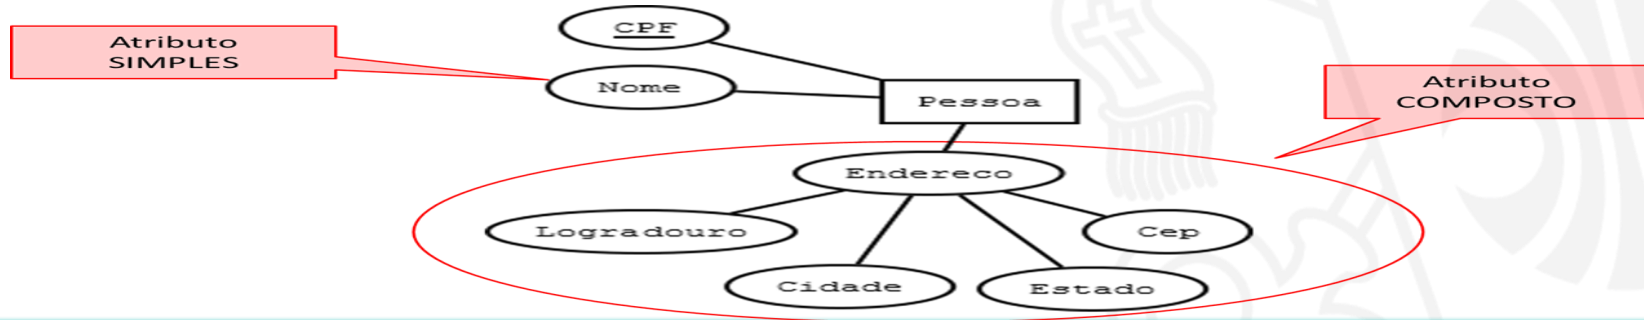 CPF
Atributo
SIMPLES
Nome
Pessoa
Atributo
COMPOSTO
Endereco
Logradouro
Cep
Cidade
Estado